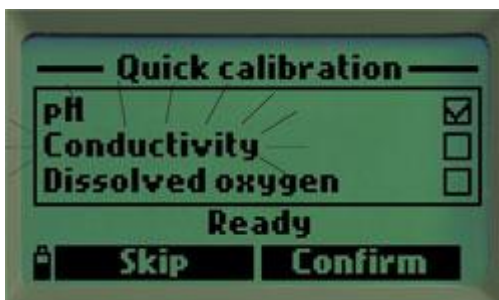 Quick calibration
pH
Conductivity
Dissolved oxygen
Ready
Skip Confirm